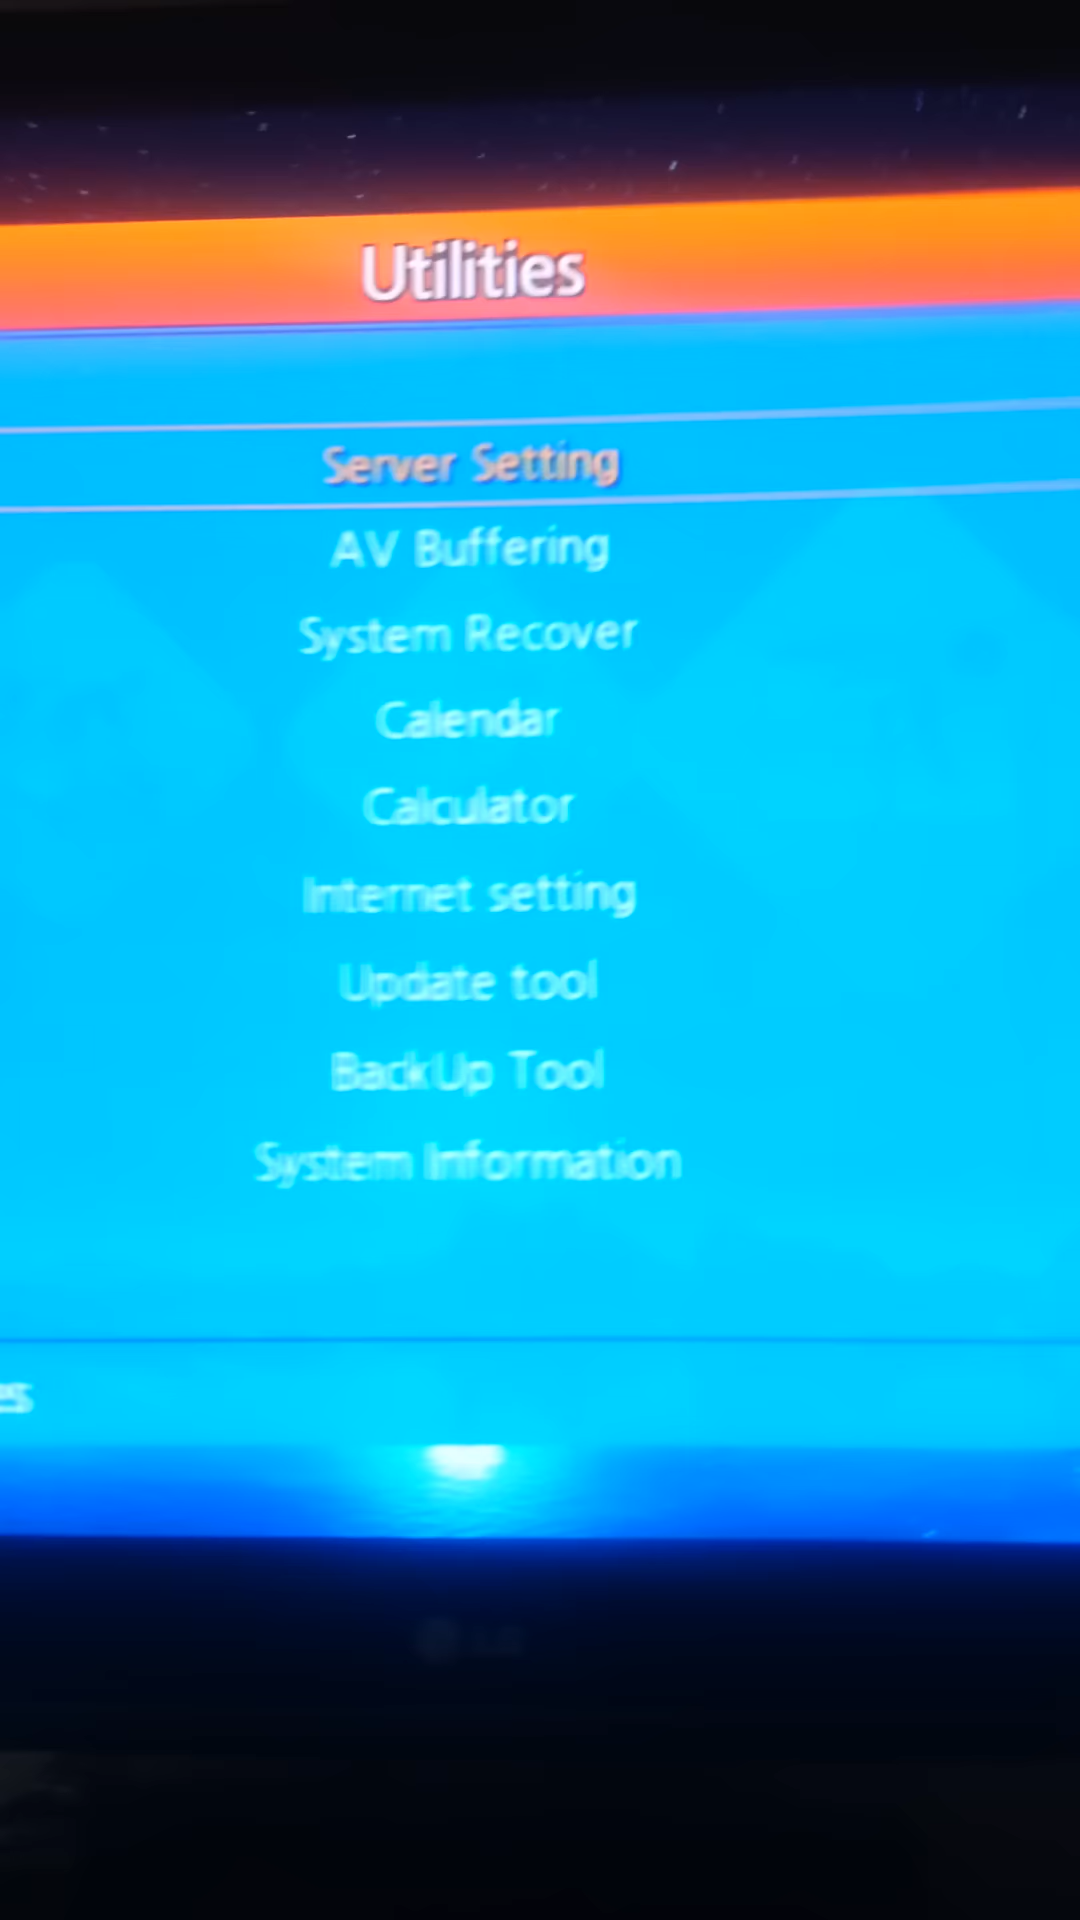 Utilities
Server Setting
AV Buffering
System Recover
Calendar
Calculator
Internet setting
Update tool
BackUp Tool
System Information